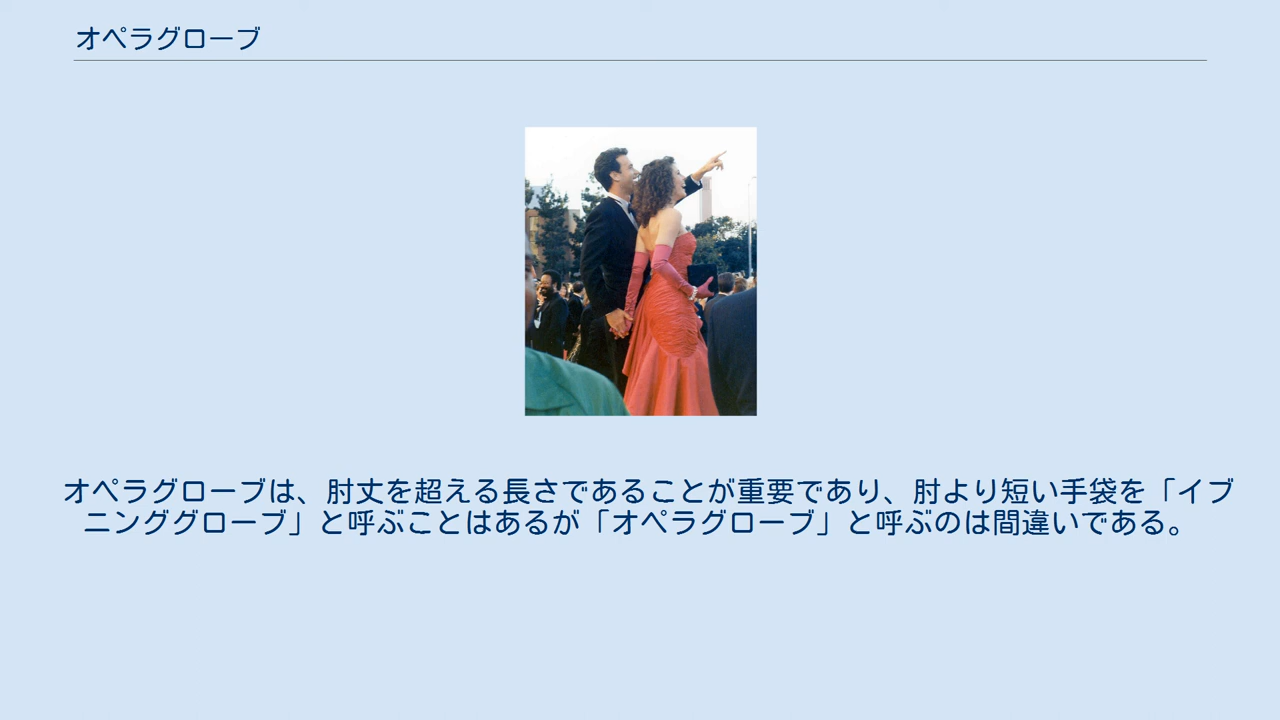 オペラグローブ
オペラグローブは、肘丈を超える長さであることが重要であり、肘より短い手袋を「イブ
ニンググローブ」と呼ぶことはあるが「オペラグローブ」と呼ぶのは間違いである。